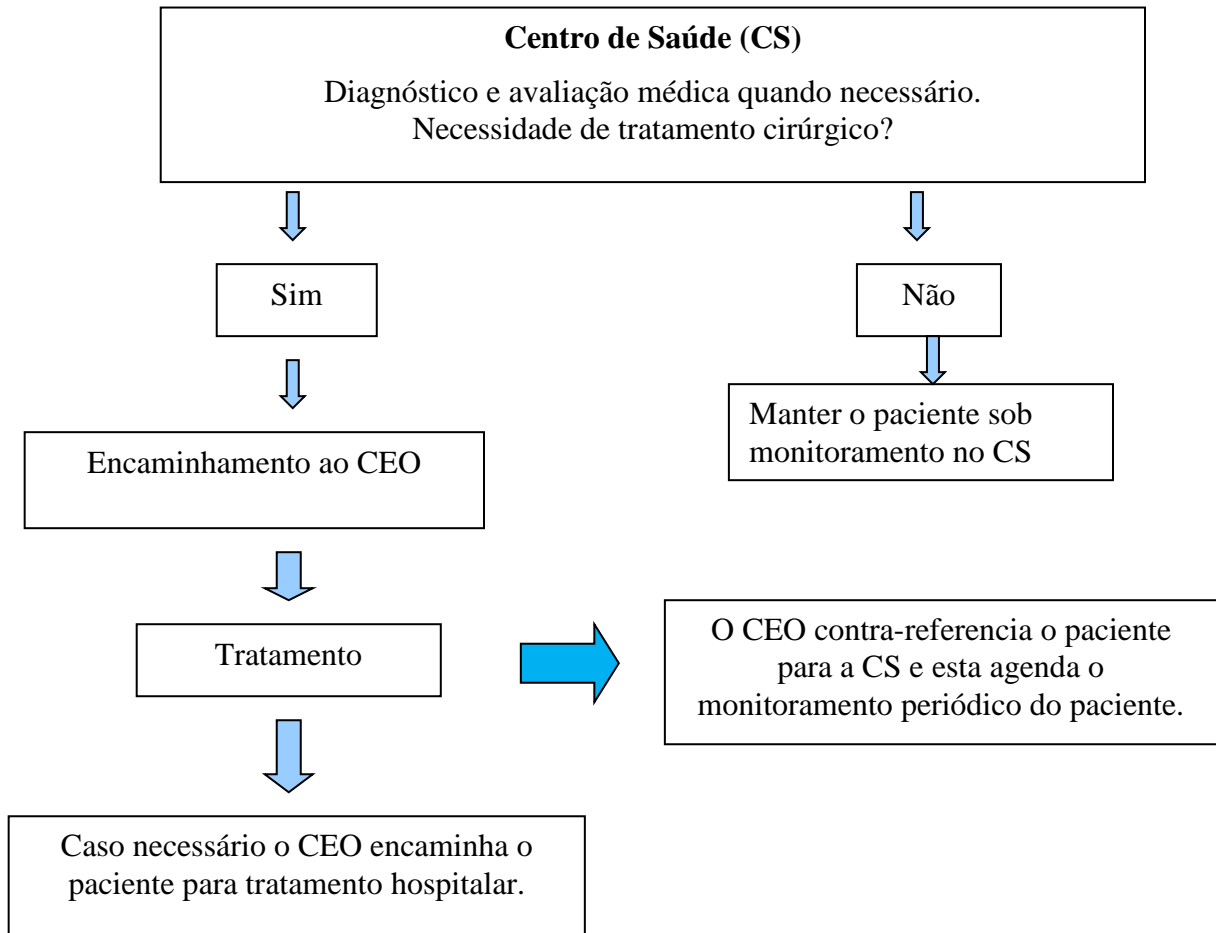 Centro de Saúde (CS)
Diagnóstico e avaliação médica quando necessário.
Necessidade de tratamento cirúrgico?
Sim
Não
Encaminhamento ao CEO
Manter o paciente sob
monitoramento no CS
Tratamento
O CEO contra-referencia o paciente
para a CS e esta agenda o
monitoramento periódico do paciente.
Caso necessário o CEO encaminha o
paciente para tratamento hospitalar.